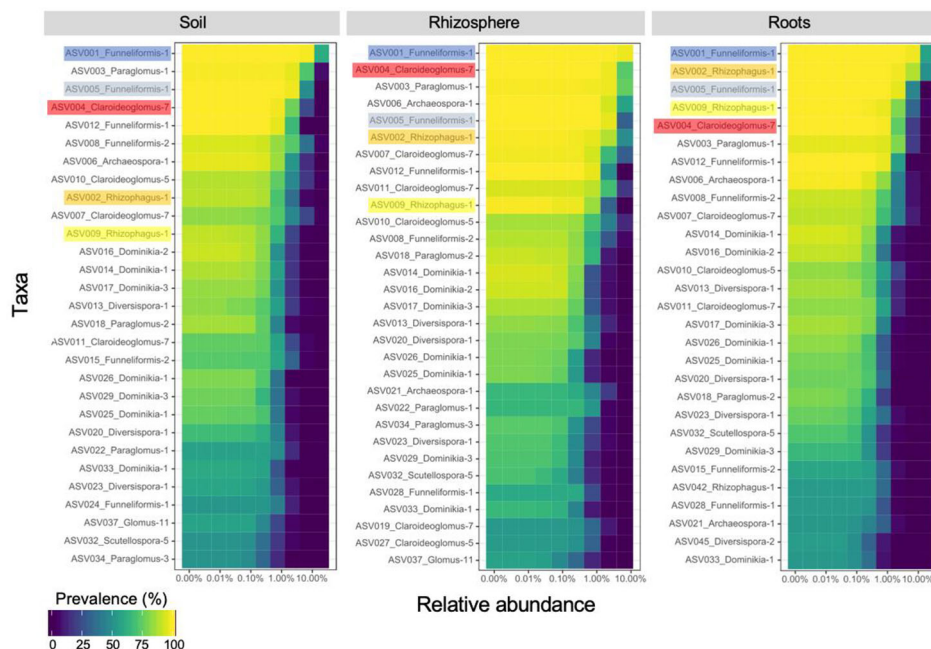 Soil
Rhizosphere
Roots
Taxa
ASV001_Funneliformis-1
ASV003_Paraglomus-1
ASV005_Funneliformis-1
ASV004_Claroideoglomus-7
ASV012_Funneliformis-1
ASV008_Funneliformis-2
ASV006_Archaeospora-1
ASV010_Claroideoglomus-5
ASV002_Rhizophagus-1
ASV007_Claroideoglomus-7
ASV009_Rhizophagus-1
ASV016_Dominikia-2
ASV014_Dominikia-1
ASV017_Dominikia-3
ASV013_Diversispora-1
ASV018_Paraglomus-2
ASV011_Claroideoglomus-7
ASV015_Funneliformis-2
ASV026_Dominikia-1
ASV029_Dominikia-3
ASV025_Dominikia-1
ASV020_Diversispora-1
ASV022_Paraglomus-1
ASV033_Dominikia-1
ASV023_Diversispora-1
ASV024_Funneliformis-1
ASV037_Glomus-11
ASV032_Scutellospora-5
ASV034_Paraglomus-3
0.00% 0.01% 0.10% 1.00% 10.00%
ASV001_Funneliformis-1
ASV004_Claroideoglomus-7
ASV003_Paraglomus-1
ASV006_Archaeospora-1
ASV005_Funneliformis-1
ASV002_Rhizophagus-1
ASV007_Claroideoglomus-7
ASV012_Funneliformis-1
ASV011_Claroideoglomus-7
ASV009_Rhizophagus-1
ASV010_Claroideoglomus-5
ASV008_Funneliformis-2
ASV018_Paraglomus-2
ASV014_Dominikia-1
ASV016_Dominikia-2
ASV017_Dominikia-3
ASV013_Diversispora-1
ASV020_Diversispora-1
ASV026_Dominikia-1
ASV025_Dominikia-1
ASV021_Archaeospora-1
ASV022_Paraglomus-1
ASV034_Paraglomus-3
ASV023_Diversispora-1
ASV029_Dominikia-3
ASV032_Scutellospora-5
ASV028_Funneliformis-1
ASV033_Dominikia-1
ASV019_Claroideoglomus-7
ASV027_Claroideoglomus-5
ASV037_Glomus-11
0.00% 0.01% 0.10% 1.00% 10.00%
ASV001_Funneliformis-1
ASV002_Rhizophagus-1
ASV005_Funneliformis-1
ASV009_Rhizophagus-1
ASV004_Claroideoglomus-7
ASV003_Paraglomus-1
ASV012_Funneliformis-1
ASV006_Archaeospora-1
ASV008_Funneliformis-2
ASV007_Claroideoglomus-7
ASV014_Dominikia-1
ASV016_Dominikia-2
ASV010_Claroideoglomus-5
ASV013_Diversispora-1
ASV011_Claroideoglomus-7
ASV017_Dominikia-3
ASV026_Dominikia-1
ASV025_Dominikia-1
ASV020_Diversispora-1
ASV018_Paraglomus-2
ASV023_Diversispora-1
ASV032_Scutellospora-5
ASV029_Dominikia-3
ASV015_Funneliformis-2
ASV042_Rhizophagus-1
ASV028_Funneliformis-1
ASV021_Archaeospora-1
ASV045_Diversispora-2
ASV033_Dominikia-1
0.00% 0.01% 0.10% 1.00% 10.00%
Prevalence (%)
0 50 75 100
Relative abundance